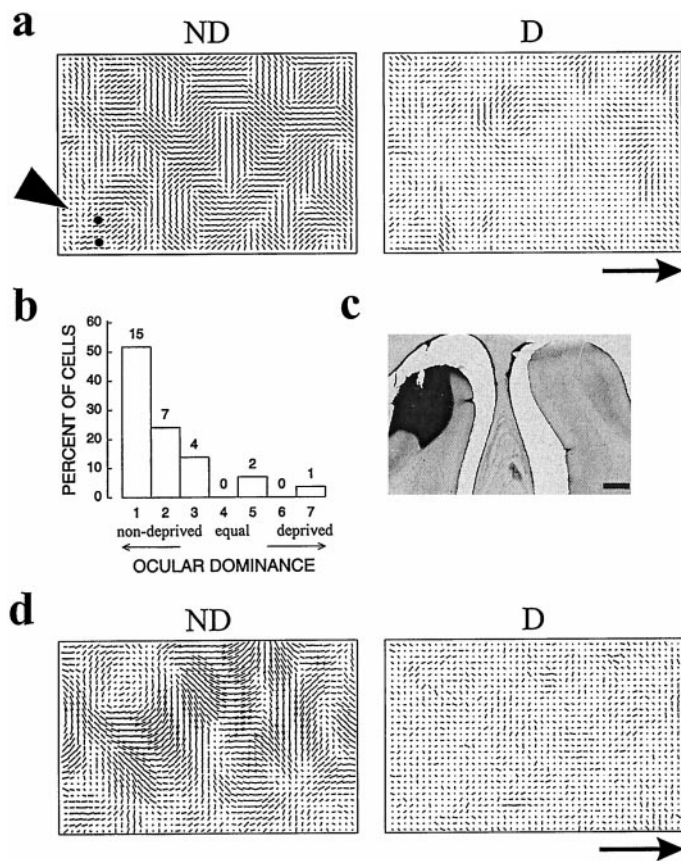 a
ND
D
b
PERCENT OF CELLS
60
50
40
30
20
10
0
15
7
4
0
2
0
1
1 2 3 4 5 6 7
non-deprived equal deprived
OCULAR DOMINANCE
c
d
ND
D